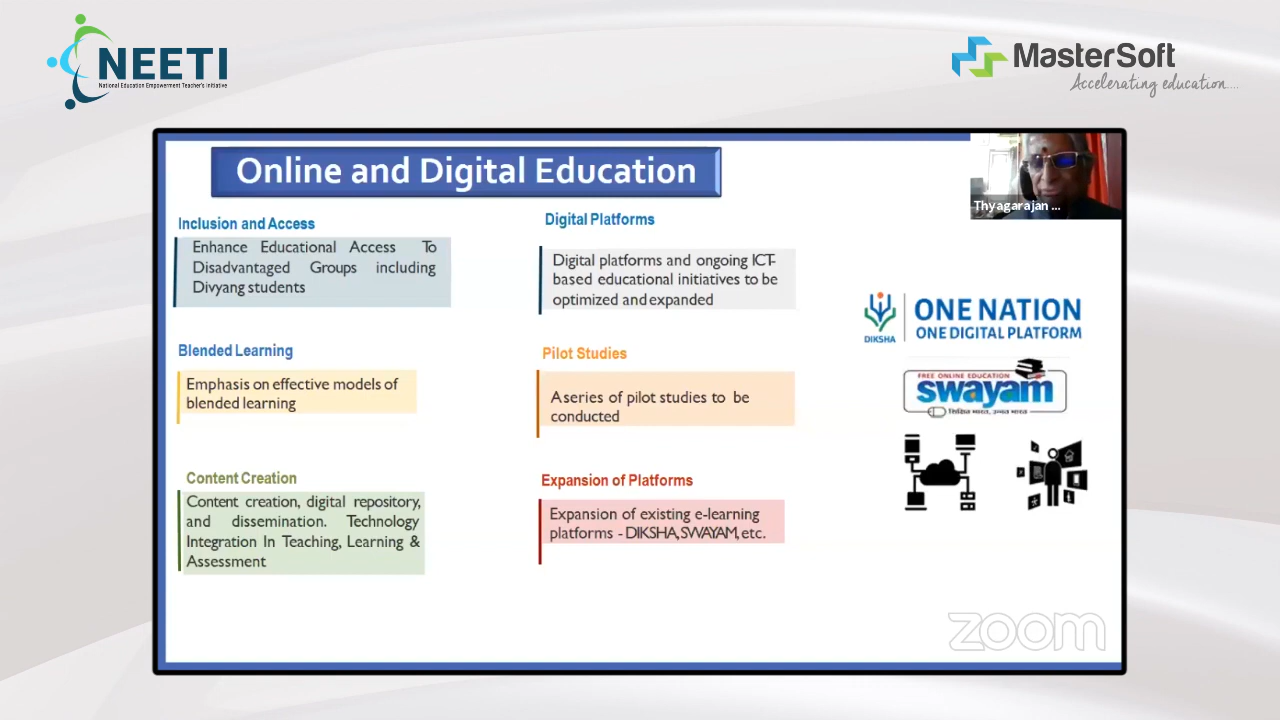 NEETI
National Education Empowerment Teacher's Initiative
MasterSoft
Accelerating education....
Online and Digital Education
Thyagarajan ...
Inclusion and Access
Enhance Educational Access To
Disadvantaged Groups including
Divyang students
Digital Platforms
Digital platforms and ongoing ICT-
based educational initiatives to be
optimized and expanded
Blended Learning
Emphasis on effective models of
blended learning
Pilot Studies
A series of pilot studies to be
conducted
Content Creation
Content creation, digital repository,
and dissemination. Technology
Integration In Teaching, Learning &
Assessment
Expansion of Platforms
Expansion of existing e-learning
platforms - DIKSHA, SWAYAM, etc.
DIKSHA
ONE NATION
ONE DIGITAL PLATFORM
FREE ONLINE EDUCATION
swayam
शिक्षित भारत, उन्नत भारत
zoom